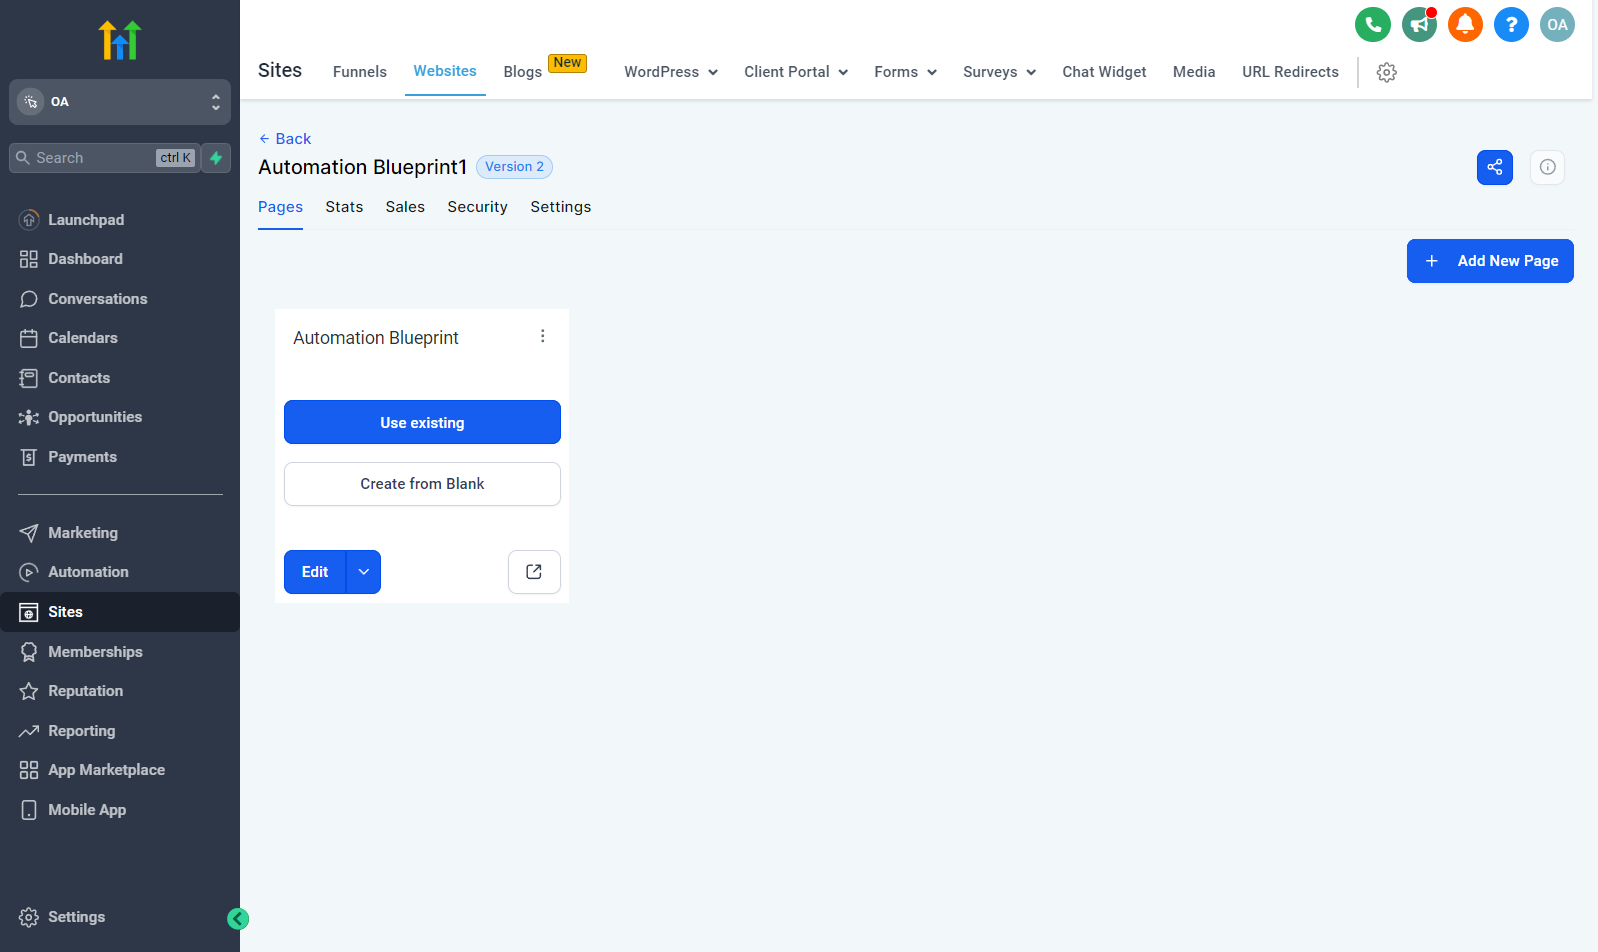 OA
Search
ctrl K
Launchpad
Dashboard
Conversations
Calendars
Contacts
Opportunities
Payments
Marketing
Automation
Sites
Memberships
Reputation
Reporting
App Marketplace
Mobile App
Settings
?
OA
Sites
Funnels
Websites
Blogs
New
WordPress
Client Portal
Forms
Surveys
Chat Widget
Media
URL Redirects
← Back
Automation Blueprint1
Version 2
Pages
Stats
Sales
Security
Settings
+ Add New Page
Automation Blueprint
Use existing
Create from Blank
Edit